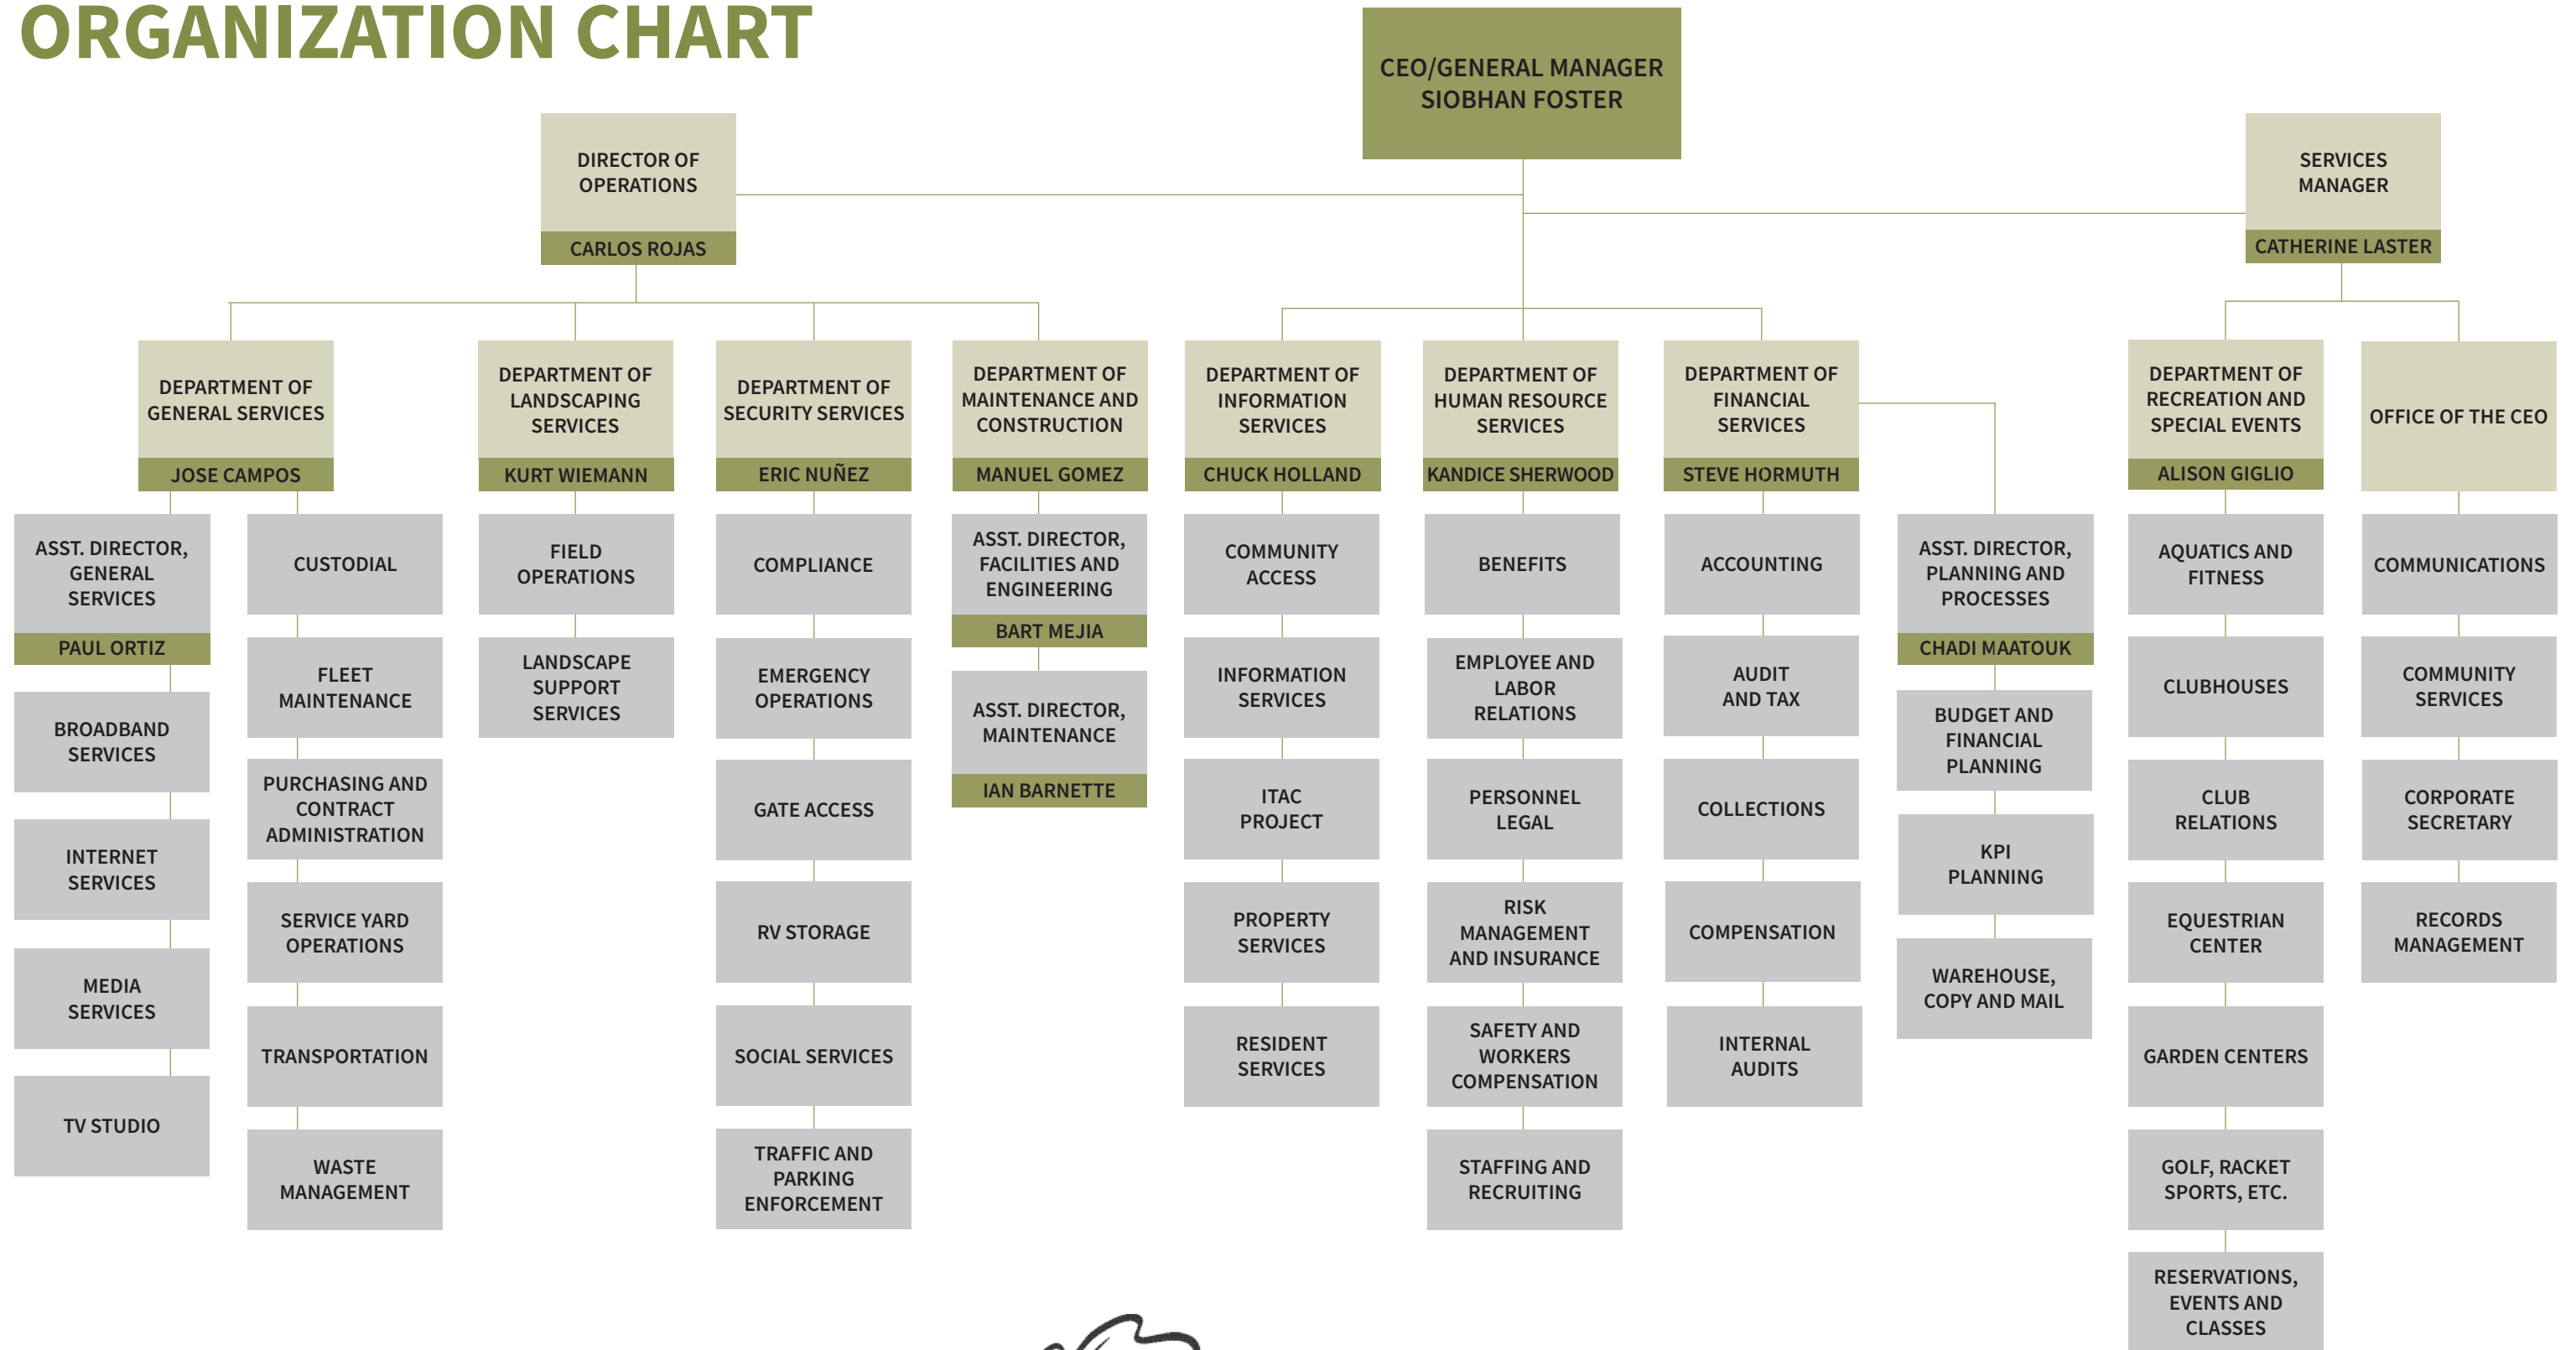 ORGANIZATION CHART
CEO/GENERAL MANAGER
SIOBHAN FOSTER
DIRECTOR OF
OPERATIONS
CARLOS ROJAS
SERVICES
MANAGER
CATHERINE LASTER
DEPARTMENT OF
GENERAL SERVICES
JOSE CAMPOS
ASST. DIRECTOR,
GENERAL
SERVICES
PAUL ORTIZ
BROADBAND
SERVICES
INTERNET
SERVICES
MEDIA
SERVICES
TV STUDIO
CUSTODIAL
FLEET
MAINTENANCE
PURCHASING AND
CONTRACT
ADMINISTRATION
SERVICE YARD
OPERATIONS
TRANSPORTATION
WASTE
MANAGEMENT
DEPARTMENT OF
LANDSCAPING
SERVICES
KURT WIEMANN
FIELD
OPERATIONS
LANDSCAPE
SUPPORT
SERVICES
DEPARTMENT OF
SECURITY SERVICES
ERIC NUÑEZ
COMPLIANCE
EMERGENCY
OPERATIONS
GATE ACCESS
RV STORAGE
SOCIAL SERVICES
TRAFFIC AND
PARKING
ENFORCEMENT
DEPARTMENT OF
MAINTENANCE AND
CONSTRUCTION
MANUEL GOMEZ
ASST. DIRECTOR,
FACILITIES AND
ENGINEERING
BART MEJIA
ASST. DIRECTOR,
MAINTENANCE
IAN BARNETTE
DEPARTMENT OF
INFORMATION
SERVICES
CHUCK HOLLAND
COMMUNITY
ACCESS
INFORMATION
SERVICES
ITAC
PROJECT
PROPERTY
SERVICES
RESIDENT
SERVICES
DEPARTMENT OF
HUMAN RESOURCE
SERVICES
KANDICE SHERWOOD
BENEFITS
EMPLOYEE AND
LABOR
RELATIONS
PERSONNEL
LEGAL
RISK
MANAGEMENT
AND INSURANCE
SAFETY AND
WORKERS
COMPENSATION
STAFFING AND
RECRUITING
DEPARTMENT OF
FINANCIAL
SERVICES
STEVE HORMUTH
ACCOUNTING
AUDIT
AND TAX
COLLECTIONS
COMPENSATION
INTERNAL
AUDITS
ASST. DIRECTOR,
PLANNING AND
PROCESSES
CHADI MAATOUK
BUDGET AND
FINANCIAL
PLANNING
KPI
PLANNING
WAREHOUSE,
COPY AND MAIL
DEPARTMENT OF
RECREATION AND
SPECIAL EVENTS
ALISON GIGLIO
AQUATICS AND
FITNESS
CLUBHOUSES
CLUB
RELATIONS
EQUESTRIAN
CENTER
GARDEN CENTERS
GOLF, RACKET
SPORTS, ETC.
RESERVATIONS,
EVENTS AND
CLASSES
OFFICE OF THE CEO
COMMUNICATIONS
COMMUNITY
SERVICES
CORPORATE
SECRETARY
RECORDS
MANAGEMENT